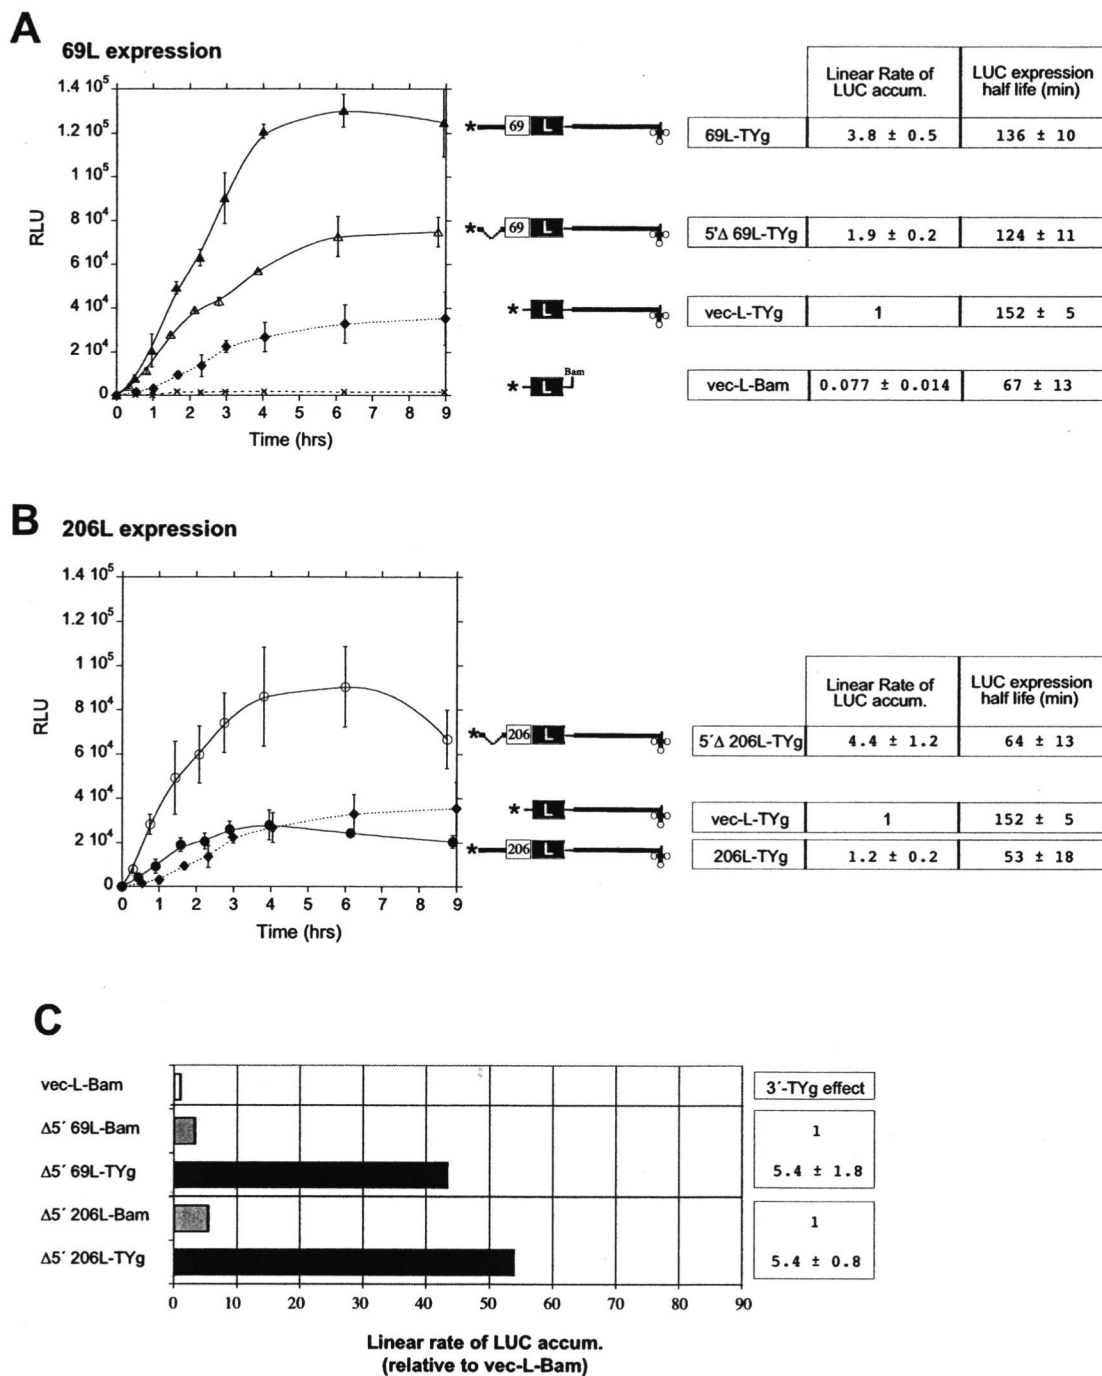 A
69L expression
1.4 10⁵
1.2 10⁵
1 10⁵
8 10⁴
6 10⁴
4 10⁴
2 10⁴
0
RLU
0 1 2 3 4 5 6 7 8 9
Time (hrs)
* 69 L
* 69 L
* L
* L Bam
Linear Rate of LUC accum.
LUC expression half life (min)
69L-TYg 3.8 ± 0.5 136 ± 10
5'Δ 69L-TYg 1.9 ± 0.2 124 ± 11
vec-L-TYg 1 152 ± 5
vec-L-Bam 0.077 ± 0.014 67 ± 13
B
206L expression
1.4 10⁵
1.2 10⁵
1 10⁵
8 10⁴
6 10⁴
4 10⁴
2 10⁴
0
RLU
0 1 2 3 4 5 6 7 8 9
Time (hrs)
* 206 L
* L
* 206 L
Linear Rate of LUC accum.
LUC expression half life (min)
5´Δ 206L-TYg 4.4 ± 1.2 64 ± 13
vec-L-TYg 1 152 ± 5
206L-TYg 1.2 ± 0.2 53 ± 18
C
vec-L-Bam
Δ5´ 69L-Bam
Δ5´ 69L-TYg
Δ5´ 206L-Bam
Δ5´ 206L-TYg
3´-TYg effect
1
5.4 ± 1.8
1
5.4 ± 0.8
0 10 20 30 40 50 60 70 80 90
Linear rate of LUC accum.
(relative to vec-L-Bam)